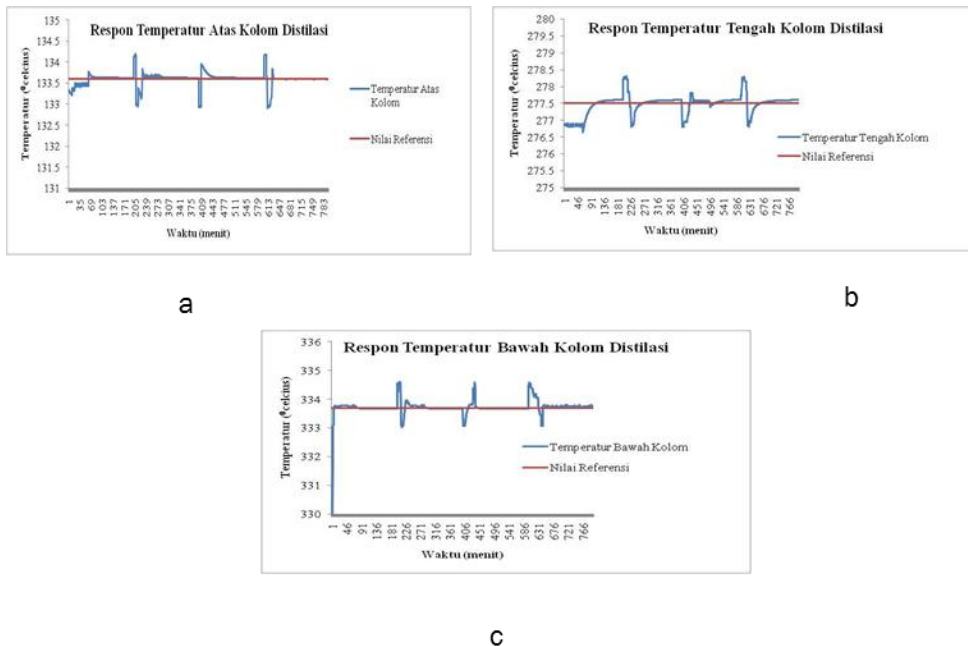 Respon Temperatur Atas Kolom Distilasi
Temperatur (⁰celcius)
135
134.5
134
133.5
133
132.5
132
131.5
131
1 35 69 103 137 171 205 239 273 307 341 375 409 443 477 511 545 579 613 647 681 715 749 783
Waktu (menit)
Temperatur Atas
Kolom
Nilai Referensi
a
Respon Temperatur Tengah Kolom Distilasi
Temperatur (⁰celcius)
280
279.5
279
278.5
278
277.5
277
276.5
276
275.5
275
1 46 91 136 181 226 271 316 361 406 451 496 541 586 631 676 721 766
Waktu (menit)
Temperatur Tengah Kolom
Nilai Referensi
b
Respon Temperatur Bawah Kolom Distilasi
Temperatur (⁰celcius)
336
335
334
333
332
331
330
1 46 91 136 181 226 271 316 361 406 451 496 541 586 631 676 721 766
Waktu (menit)
Temperatur Bawah Kolom
Nilai Referensi
c